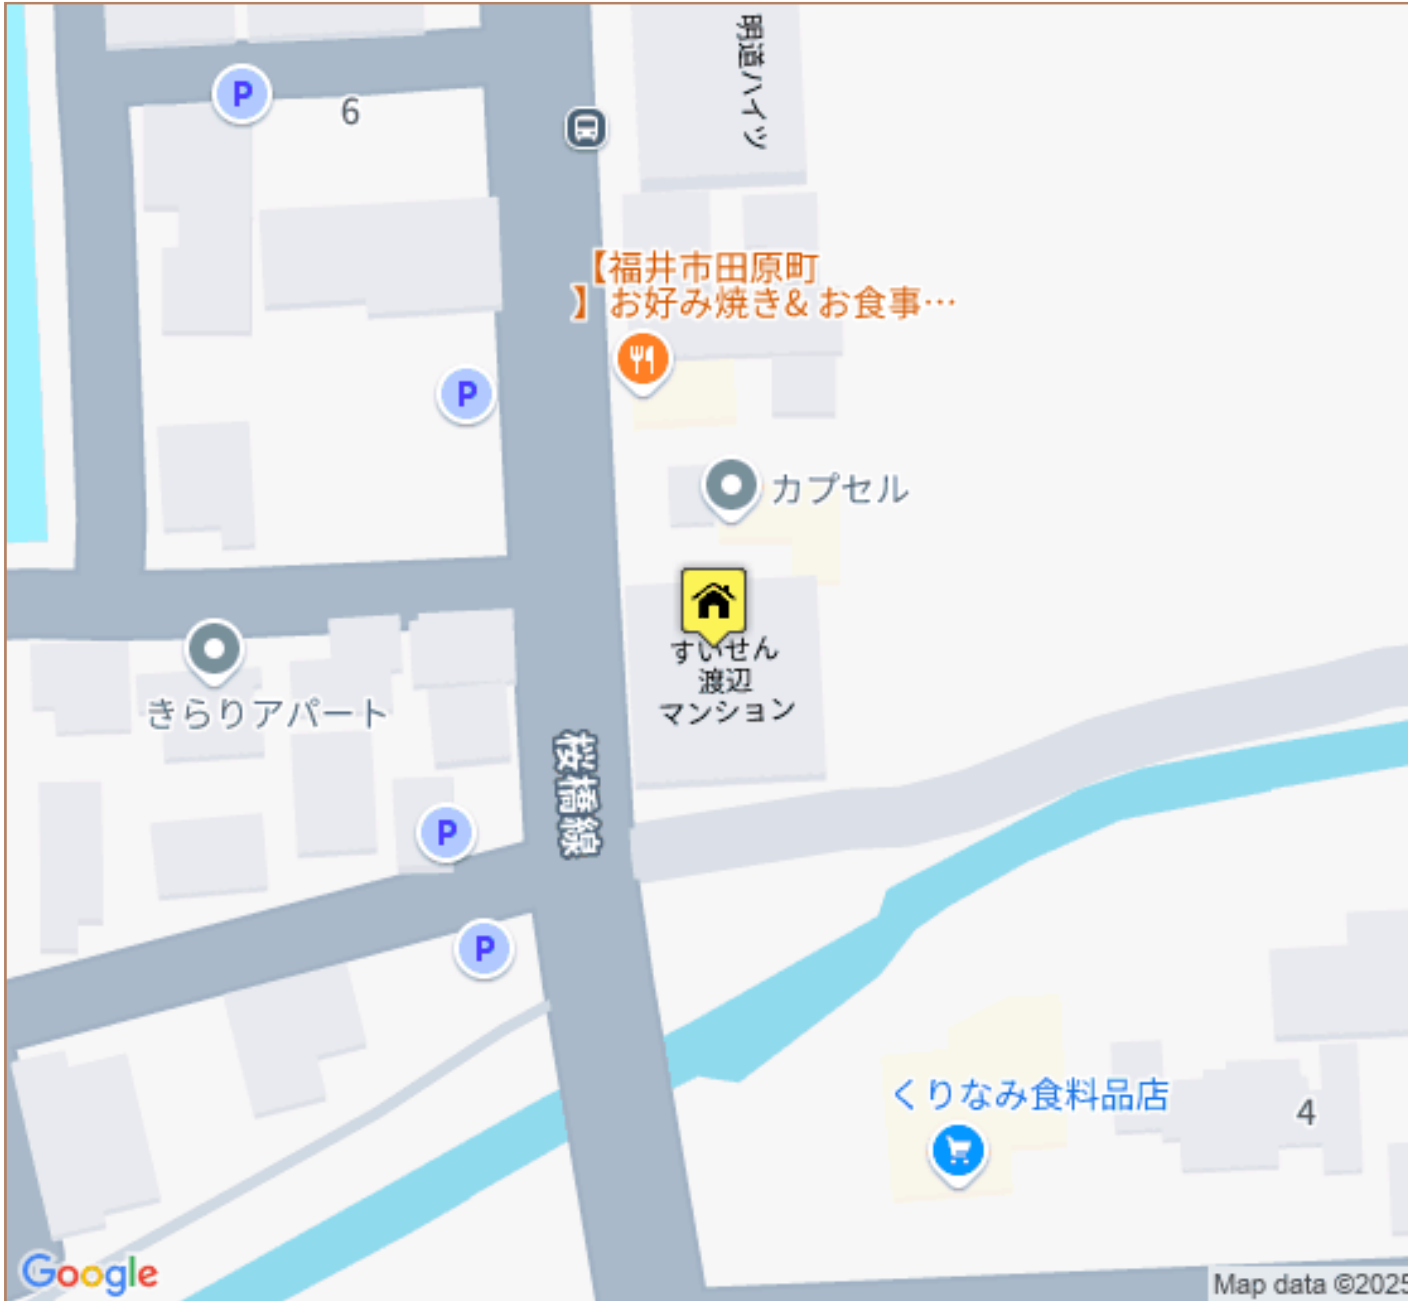 明道ハイツ
P
6
【福井市田原町
】お好み焼き& お食事…
P
カプセル
すいせん
渡辺
マンション
きらりアパート
桜橋線
P
P
くりなみ食料品店
4
Google
Map data ©2025